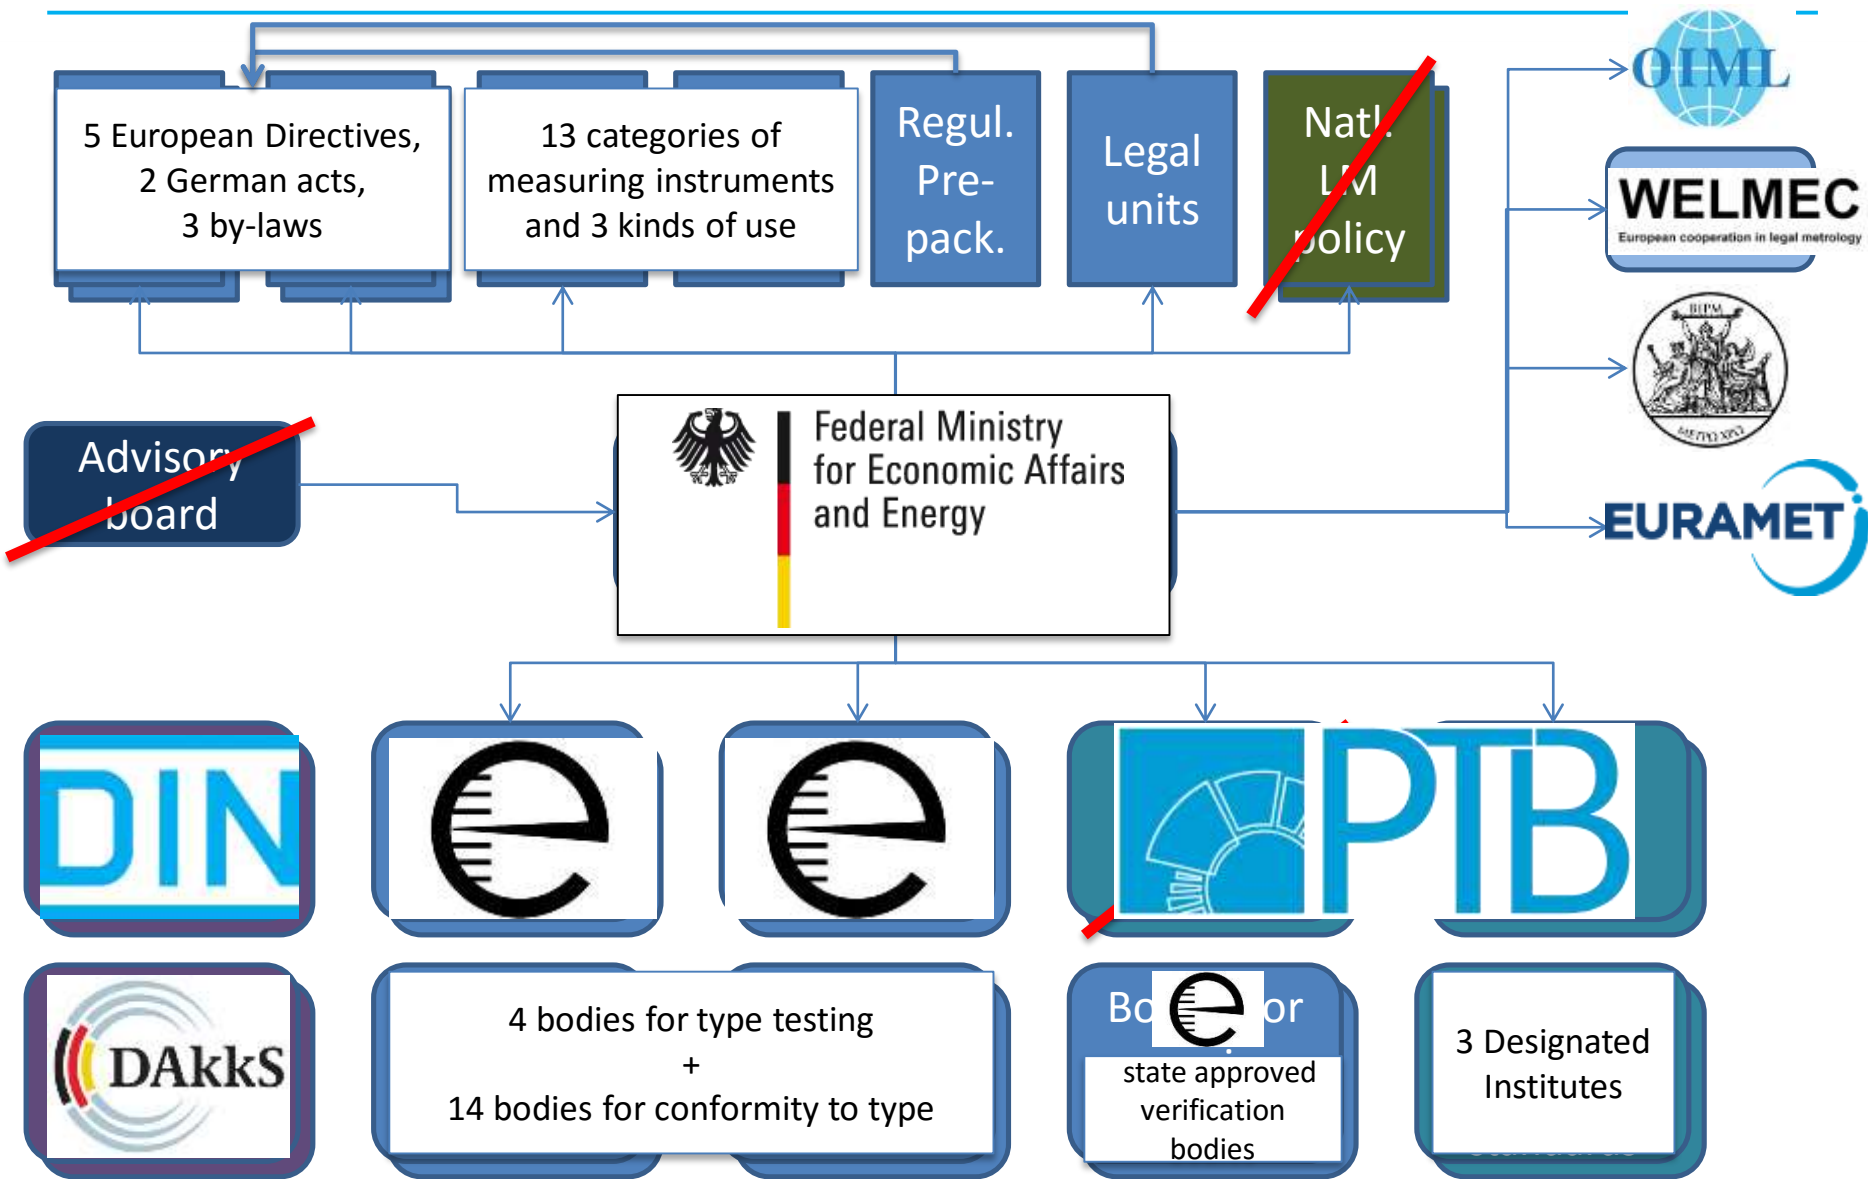 5 European Directives,
2 German acts,
3 by-laws
13 categories of
measuring instruments
and 3 kinds of use
Regul.
Pre-
pack.
Legal
units
Natl.
LM
policy
OIML
WELMEC
European cooperation in legal metrology
BIPM
EURAMET
Advisory
board
Federal Ministry
for Economic Affairs
and Energy
DIN
e
e
PTB
DAkkS
4 bodies for type testing
+
14 bodies for conformity to type
Bo
e
or
state approved
verification
bodies
3 Designated
Institutes